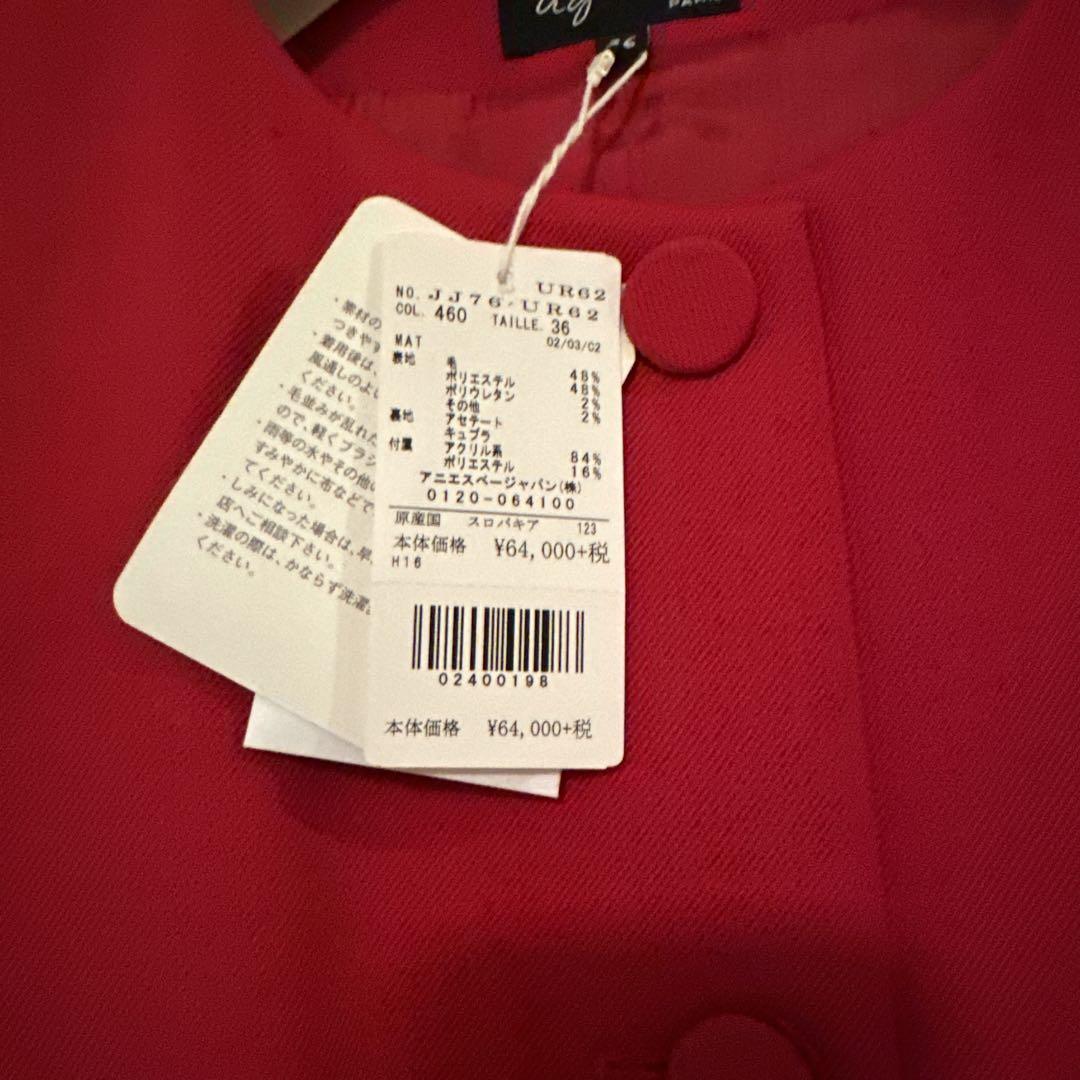 36
UR62
NO. JJ76-UR62
COL. 460 TAILLE. 36
MAT 02/03/C2
表地 毛 48%
ポリエステル 48%
ポリウレタン 2%
その他 2%
裏地 アセテート
キュプラ
付属 アクリル系 84%
ポリエステル 16%
アニエスベージャパン(株)
0120-064100
原産国 スロバキア 123
本体価格 ¥64,000+税
H16
02400198
本体価格 ¥64,000+税
・素材の
つきやす
・着用後は、
風通しのよい
ください。
・毛並みが乱れた
ので、軽くブラシ
・雨等の水やその他の
すみやかに布などで
てください。
・しみになった場合は、早
店へご相談下さい。
・洗濯の際は、かならず洗濯
ください。